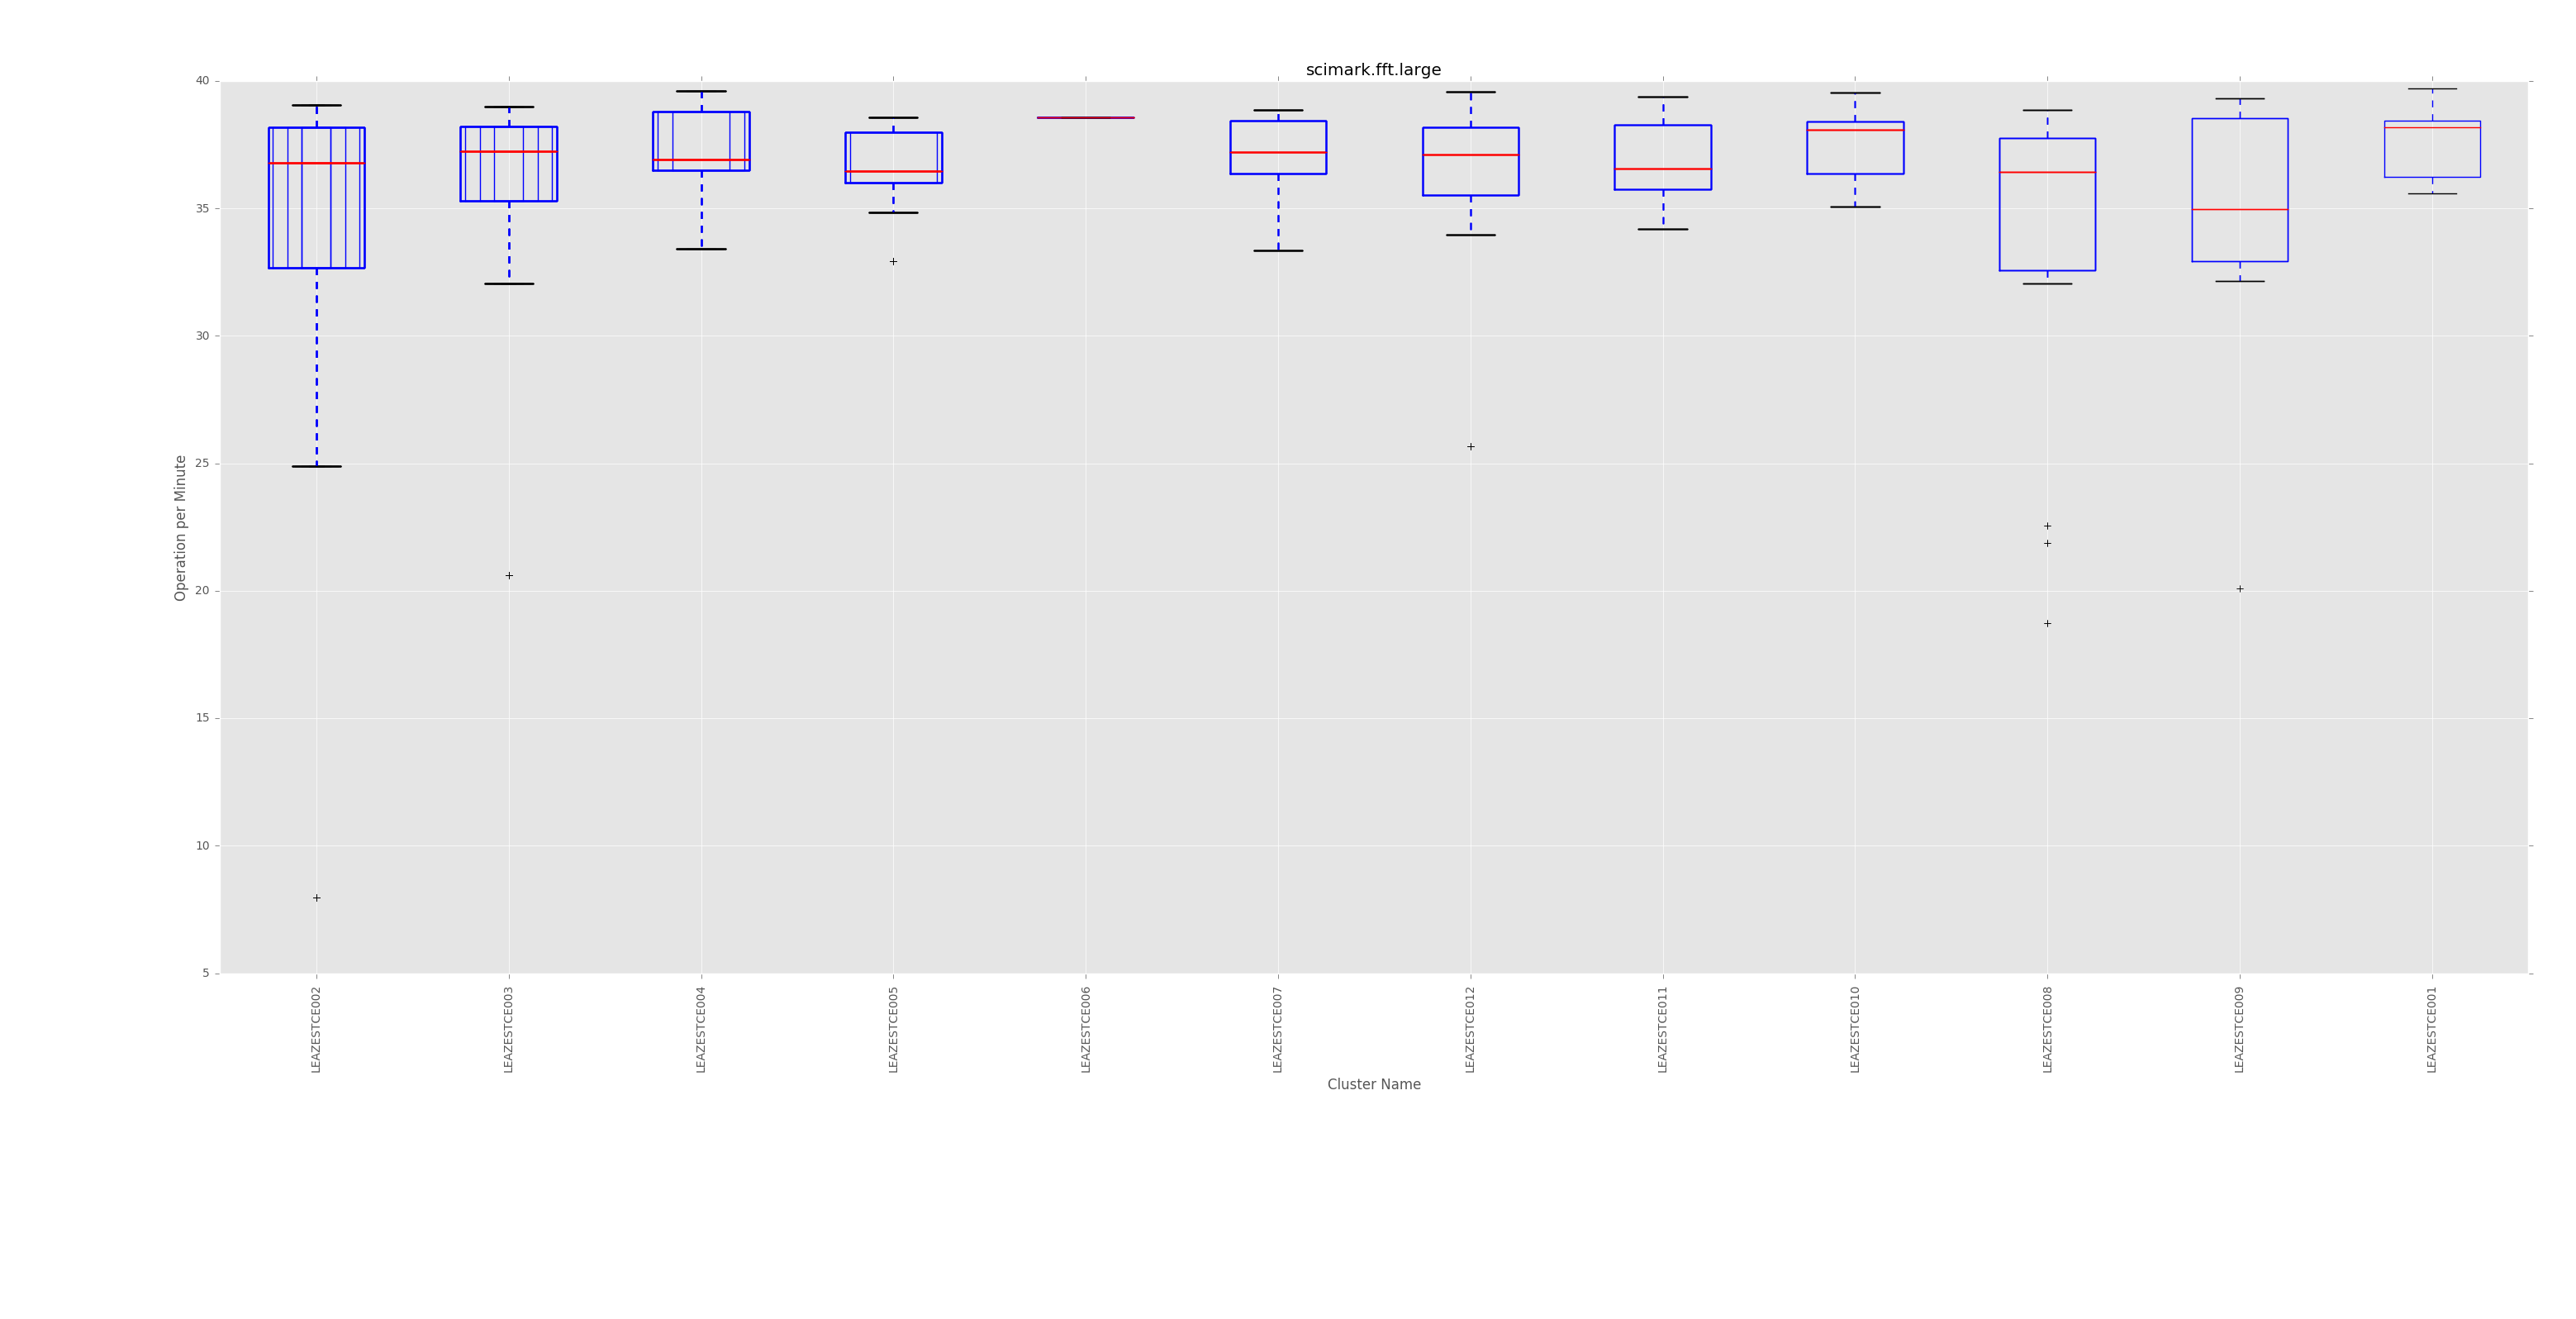 scimark.fft.large
40
35
30
25
20
15
10
5
Operation per Minute
LEAZESTCE002
LEAZESTCE003
LEAZESTCE004
LEAZESTCE005
LEAZESTCE006
LEAZESTCE007
LEAZESTCE012
LEAZESTCE011
LEAZESTCE010
LEAZESTCE008
LEAZESTCE009
LEAZESTCE001
Cluster Name